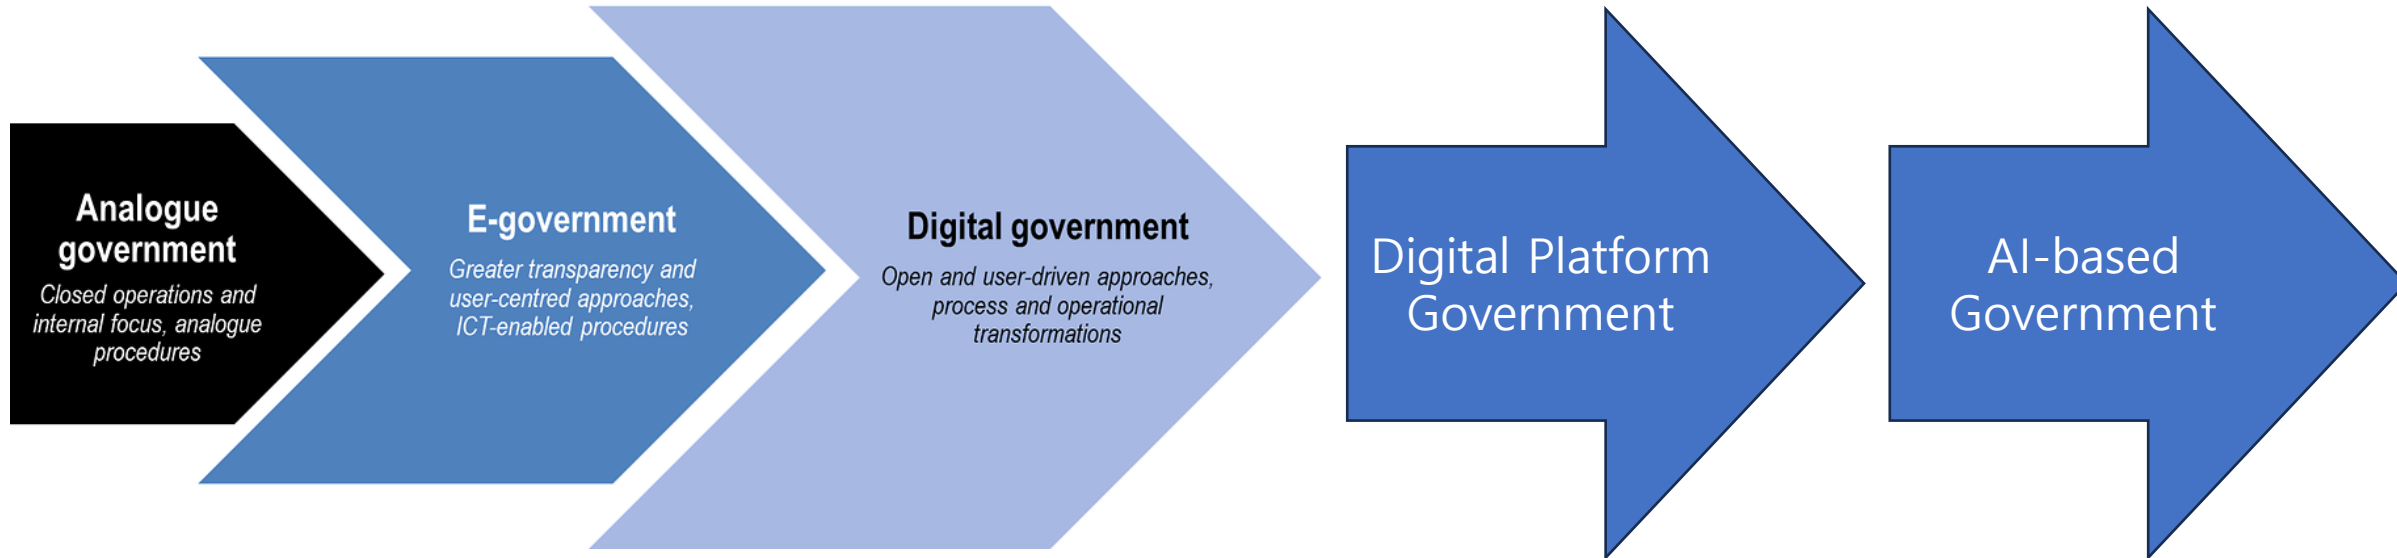 Analogue
government
Closed operations and
internal focus, analogue
procedures
E-government
Greater transparency and
user-centred approaches,
ICT-enabled procedures
Digital government
Open and user-driven approaches,
process and operational
transformations
Digital Platform
Government
AI-based
Government